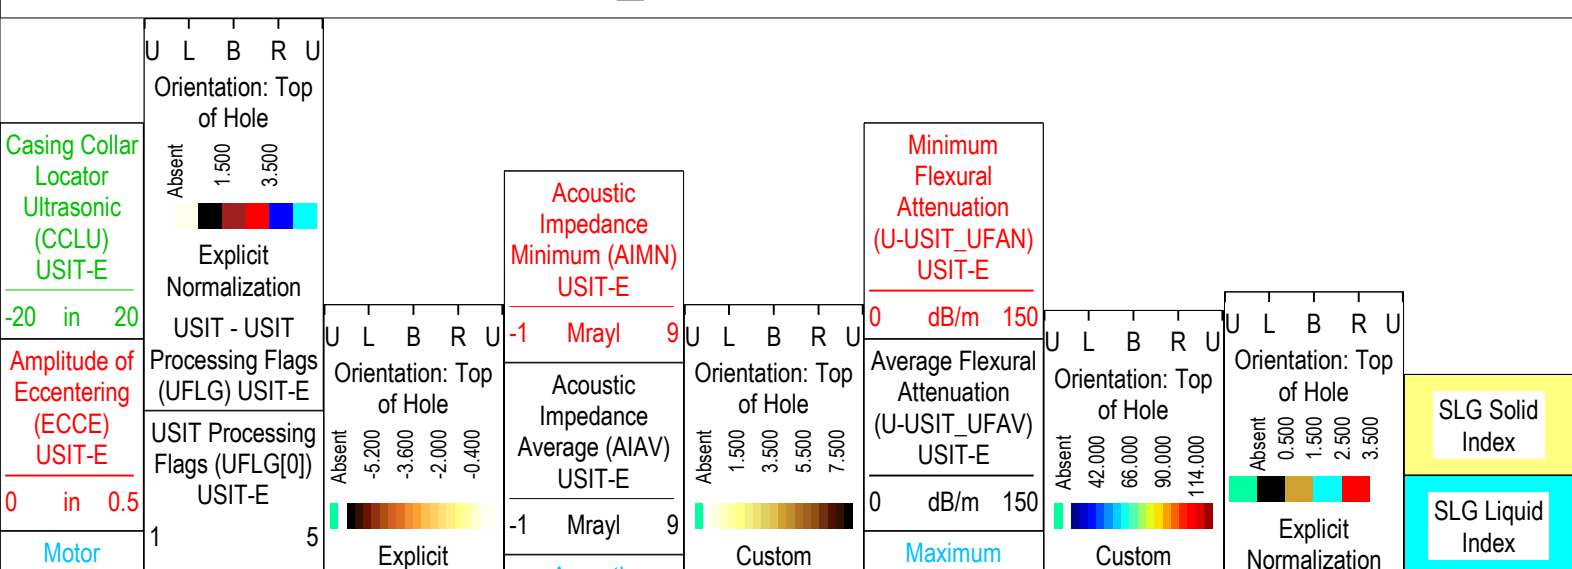 Casing Collar
Locator
Ultrasonic
(CCLU)
USIT-E
-20 in 20
Amplitude of
Eccentering
(ECCE)
USIT-E
0 in 0.5
Motor
U L B R U
Orientation: Top
of Hole
Absent 1.500 3.500
Explicit
Normalization
USIT - USIT
Processing Flags
(UFLG) USIT-E
USIT Processing
Flags (UFLG[0])
USIT-E
1 5
U L B R U
Orientation: Top
of Hole
Absent -5.200 -3.600 -2.000 -0.400
Explicit
Acoustic
Impedance
Minimum (AIMN)
USIT-E
-1 Mrayl 9
Acoustic
Impedance
Average (AIAV)
USIT-E
-1 Mrayl 9
U L B R U
Orientation: Top
of Hole
Absent 1.500 3.500 5.500 7.500
Custom
Minimum
Flexural
Attenuation
(U-USIT_UFAN)
USIT-E
0 dB/m 150
Average Flexural
Attenuation
(U-USIT_UFAV)
USIT-E
0 dB/m 150
Maximum
U L B R U
Orientation: Top
of Hole
Absent 42.000 66.000 90.000 114.000
Custom
U L B R U
Orientation: Top
of Hole
Absent 0.500 1.500 2.500 3.500
Explicit
Normalization
SLG Solid
Index
SLG Liquid
Index